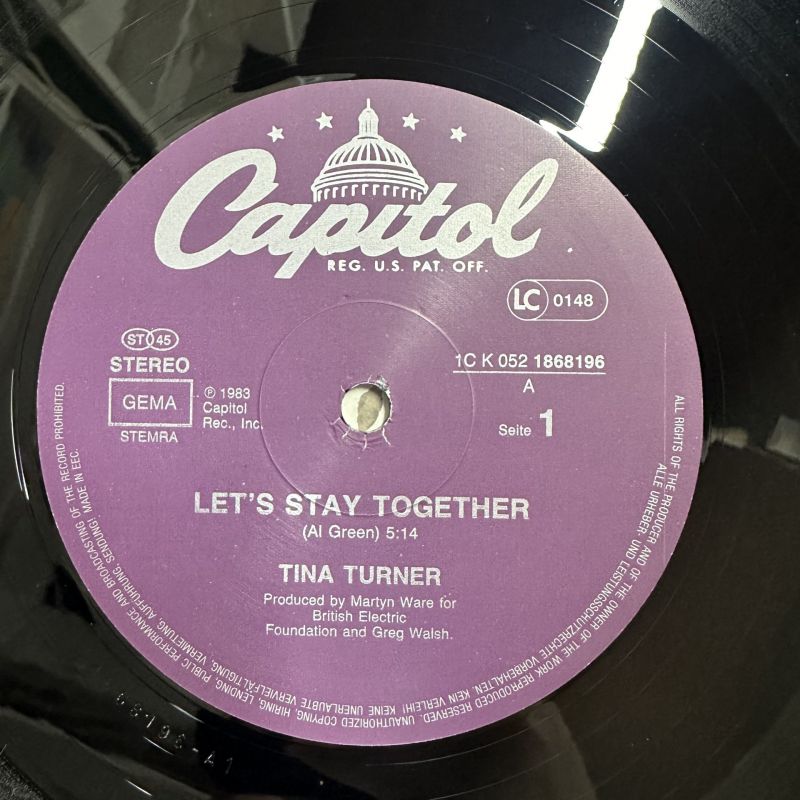 Capitol
REG. U.S. PAT. OFF.
LC 0148
ST 45
STEREO
GEMA
STEMRA
℗ 1983
Capitol
Rec., Inc.
1C K 052 1868196
A
Seite 1
LET'S STAY TOGETHER
(Al Green) 5:14
TINA TURNER
Produced by Martyn Ware for
British Electric
Foundation and Greg Walsh.
ALL RIGHTS OF THE PRODUCER AND OF THE OWNER OF THE WORK REPRODUCED RESERVED. UNAUTHORIZED COPYING, HIRING, LENDING, PUBLIC PERFORMANCE AND BROADCASTING OF THE RECORD PROHIBITED.
ALLE URHEBER- UND LEISTUNGSSCHUTZRECHTE VORBEHALTEN. KEIN VERLEIH! KEINE UNERLAUBTE VERVIELFÄLTIGUNG, VERMIETUNG, AUFFÜHRUNG, SENDUNG! MADE IN EEC.